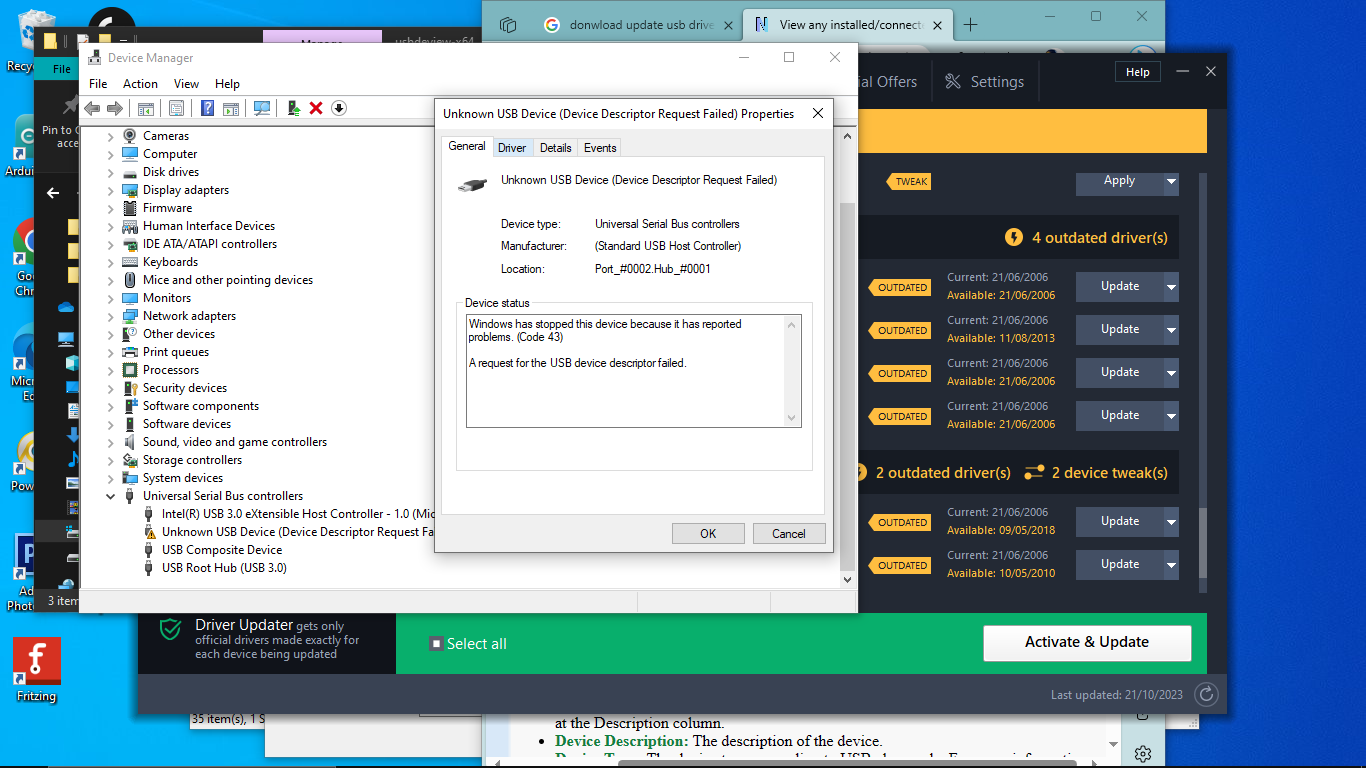 donwload update usb drive
View any installed/connect
Recyc
Manage
usbdeview-x64
File
Pin to Q
acce
Arduin
Goo
Chr
Micro
Ed
Pow
Ad
Photo
3 item
Fritzing
Device Manager
File
Action
View
Help
Cameras
Computer
Disk drives
Display adapters
Firmware
Human Interface Devices
IDE ATA/ATAPI controllers
Keyboards
Mice and other pointing devices
Monitors
Network adapters
Other devices
Print queues
Processors
Security devices
Software components
Software devices
Sound, video and game controllers
Storage controllers
System devices
Universal Serial Bus controllers
Intel(R) USB 3.0 eXtensible Host Controller - 1.0 (Mic
Unknown USB Device (Device Descriptor Request Fa
USB Composite Device
USB Root Hub (USB 3.0)
Unknown USB Device (Device Descriptor Request Failed) Properties
General
Driver
Details
Events
Unknown USB Device (Device Descriptor Request Failed)
Device type: Universal Serial Bus controllers
Manufacturer: (Standard USB Host Controller)
Location: Port_#0002.Hub_#0001
Device status
Windows has stopped this device because it has reported
problems. (Code 43)
A request for the USB device descriptor failed.
OK
Cancel
ial Offers
Settings
Help
TWEAK
Apply
4 outdated driver(s)
OUTDATED
Current: 21/06/2006
Available: 21/06/2006
Update
OUTDATED
Current: 21/06/2006
Available: 11/08/2013
Update
OUTDATED
Current: 21/06/2006
Available: 21/06/2006
Update
OUTDATED
Current: 21/06/2006
Available: 21/06/2006
Update
2 outdated driver(s)
2 device tweak(s)
OUTDATED
Current: 21/06/2006
Available: 09/05/2018
Update
OUTDATED
Current: 21/06/2006
Available: 10/05/2010
Update
Driver Updater gets only
official drivers made exactly for
each device being updated
Select all
Activate & Update
Last updated: 21/10/2023
35 item(s), 1 S
at the Description column.
Device Description: The description of the device.